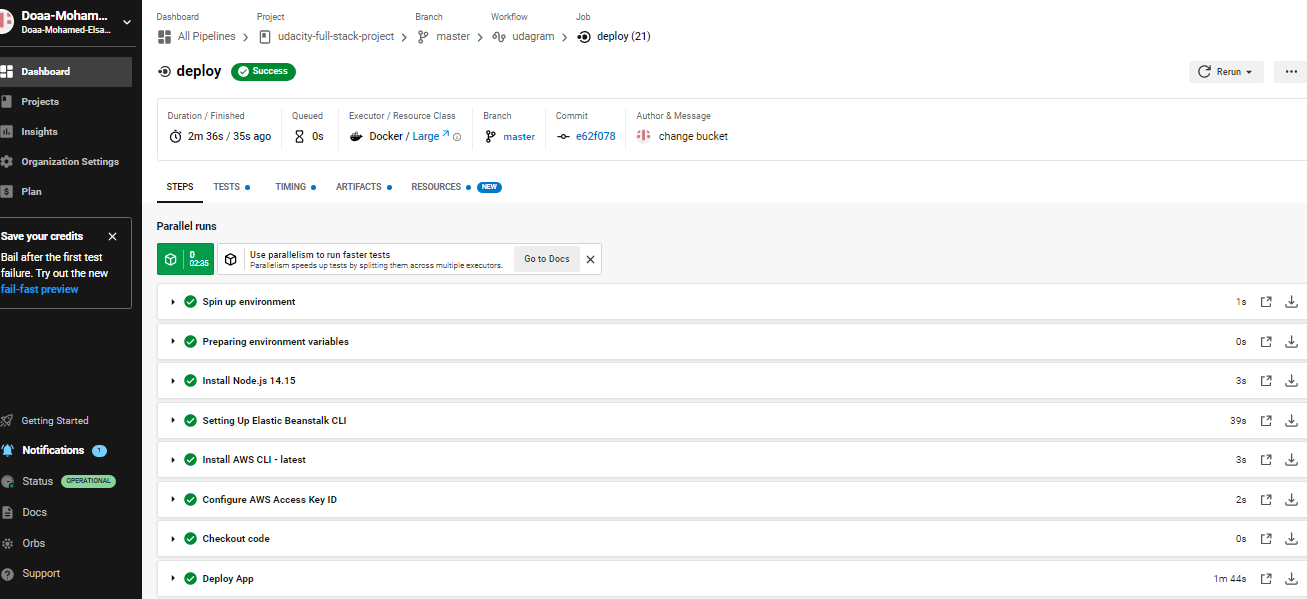 Doaa-Moham...
Doaa-Mohamed-Elsa...
Dashboard
Projects
Insights
Organization Settings
Plan
Save your credits
Bail after the first test
failure. Try out the new
fail-fast preview
Getting Started
Notifications 1
Status OPERATIONAL
Docs
Orbs
Support
Dashboard Project Branch Workflow Job
All Pipelines udacity-full-stack-project master udagram deploy (21)
deploy Success
Rerun
Duration / Finished Queued Executor / Resource Class Branch Commit Author & Message
2m 36s / 35s ago 0s Docker / Large master e62f078 change bucket
STEPS TESTS TIMING ARTIFACTS RESOURCES NEW
Parallel runs
0
02:35
Use parallelism to run faster tests
Parallelism speeds up tests by splitting them across multiple executors.
Go to Docs
Spin up environment 1s
Preparing environment variables 0s
Install Node.js 14.15 3s
Setting Up Elastic Beanstalk CLI 39s
Install AWS CLI - latest 3s
Configure AWS Access Key ID 2s
Checkout code 0s
Deploy App 1m 44s